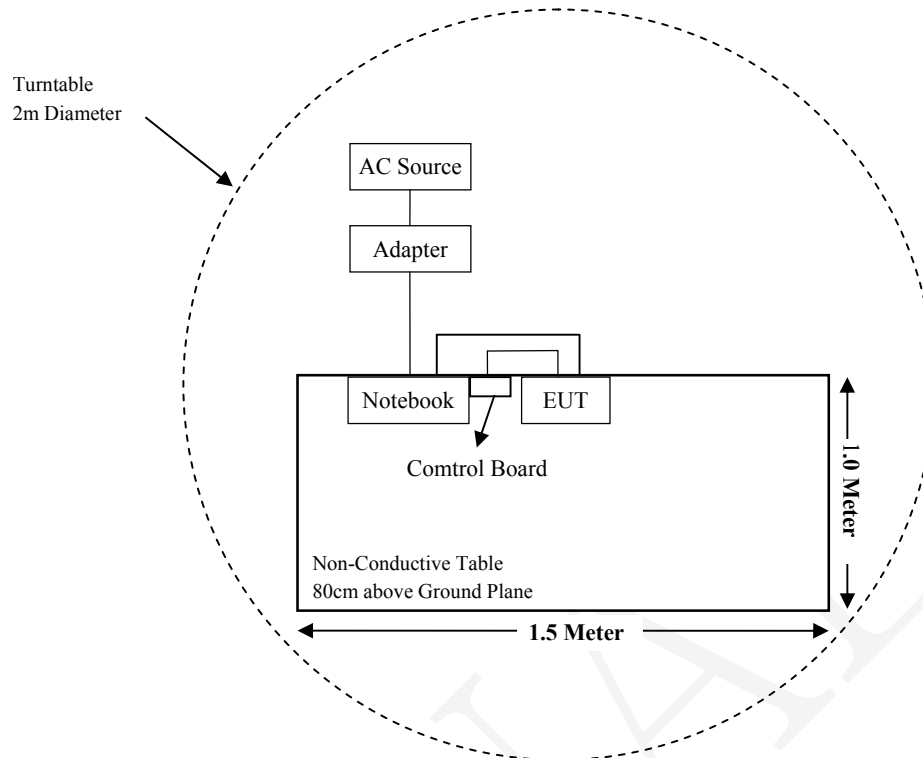 Turntable
2m Diameter
AC Source
Adapter
Notebook
EUT
Comtrol Board
1.0 Meter
Non-Conductive Table
80cm above Ground Plane
1.5 Meter